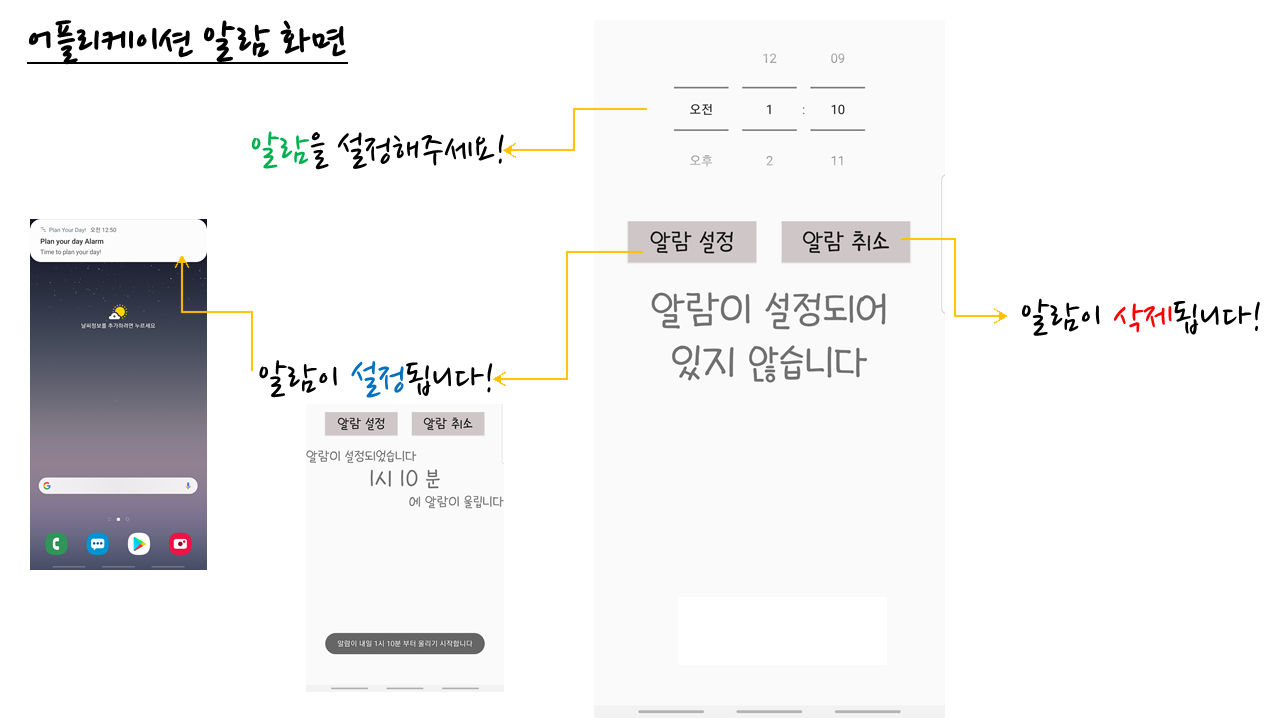 어플리케이션 알람 화면
12 09
오전 1 : 10
오후 2 11
알람을 설정해주세요!
알람 설정 알람 취소
알람이 설정되어
있지 않습니다
알람이 삭제됩니다!
Plan Your Day! 오전 12:50
Plan your day Alarm
Time to plan your day!
날씨정보를 추가하려면 누르세요
G
알람이 설정됩니다!
알람 설정 알람 취소
알람이 설정되었습니다
1시 10 분
에 알람이 울립니다
알람이 내일 1시 10분 부터 울리기 시작합니다